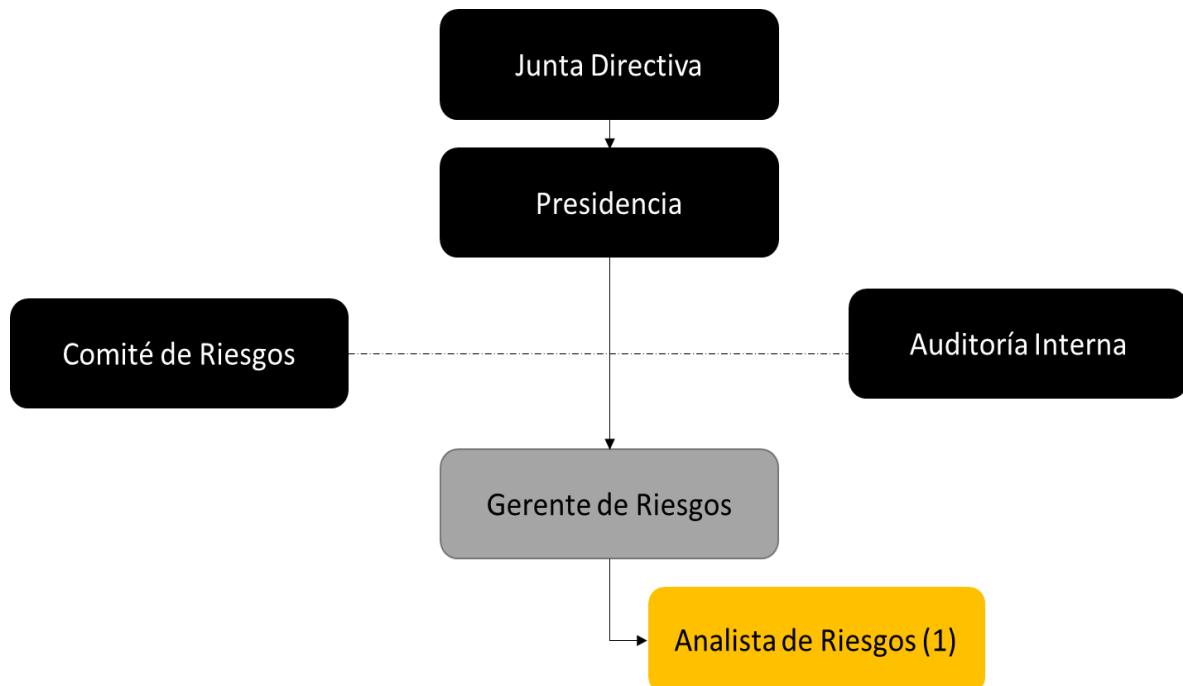 Junta Directiva
Presidencia
Comité de Riesgos
Auditoría Interna
Gerente de Riesgos
Analista de Riesgos (1)